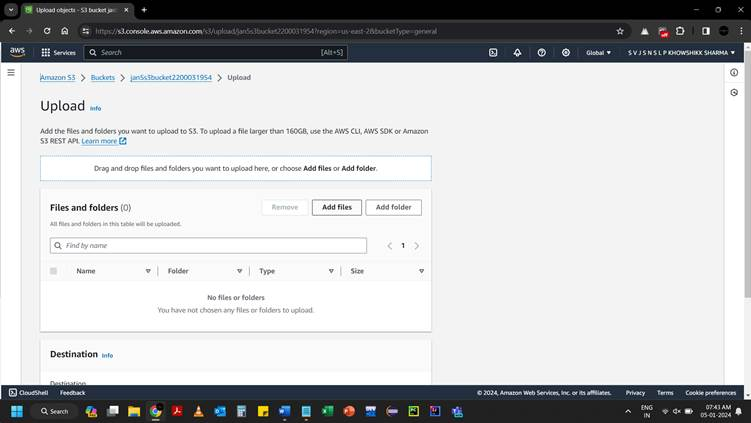 Upload objects - S3 bucket jan
https://s3.console.aws.amazon.com/s3/upload/jan5s3bucket2200031954?region=us-east-2&bucketType=general
off
aws
Services
Search
[Alt+S]
Global
S V J S N S L P KHOWSHIKK SHARMA
Amazon S3
Buckets
jan5s3bucket2200031954
Upload
Upload Info
Add the files and folders you want to upload to S3. To upload a file larger than 160GB, use the AWS CLI, AWS SDK or Amazon
S3 REST API. Learn more
Drag and drop files and folders you want to upload here, or choose Add files or Add folder.
Files and folders (0)
Remove
Add files
Add folder
All files and folders in this table will be uploaded.
Find by name
1
Name
Folder
Type
Size
No files or folders
You have not chosen any files or folders to upload.
Destination Info
Destination
CloudShell
Feedback
© 2024, Amazon Web Services, Inc. or its affiliates.
Privacy
Terms
Cookie preferences
Search
ENG
IN
07:43 AM
05-01-2024